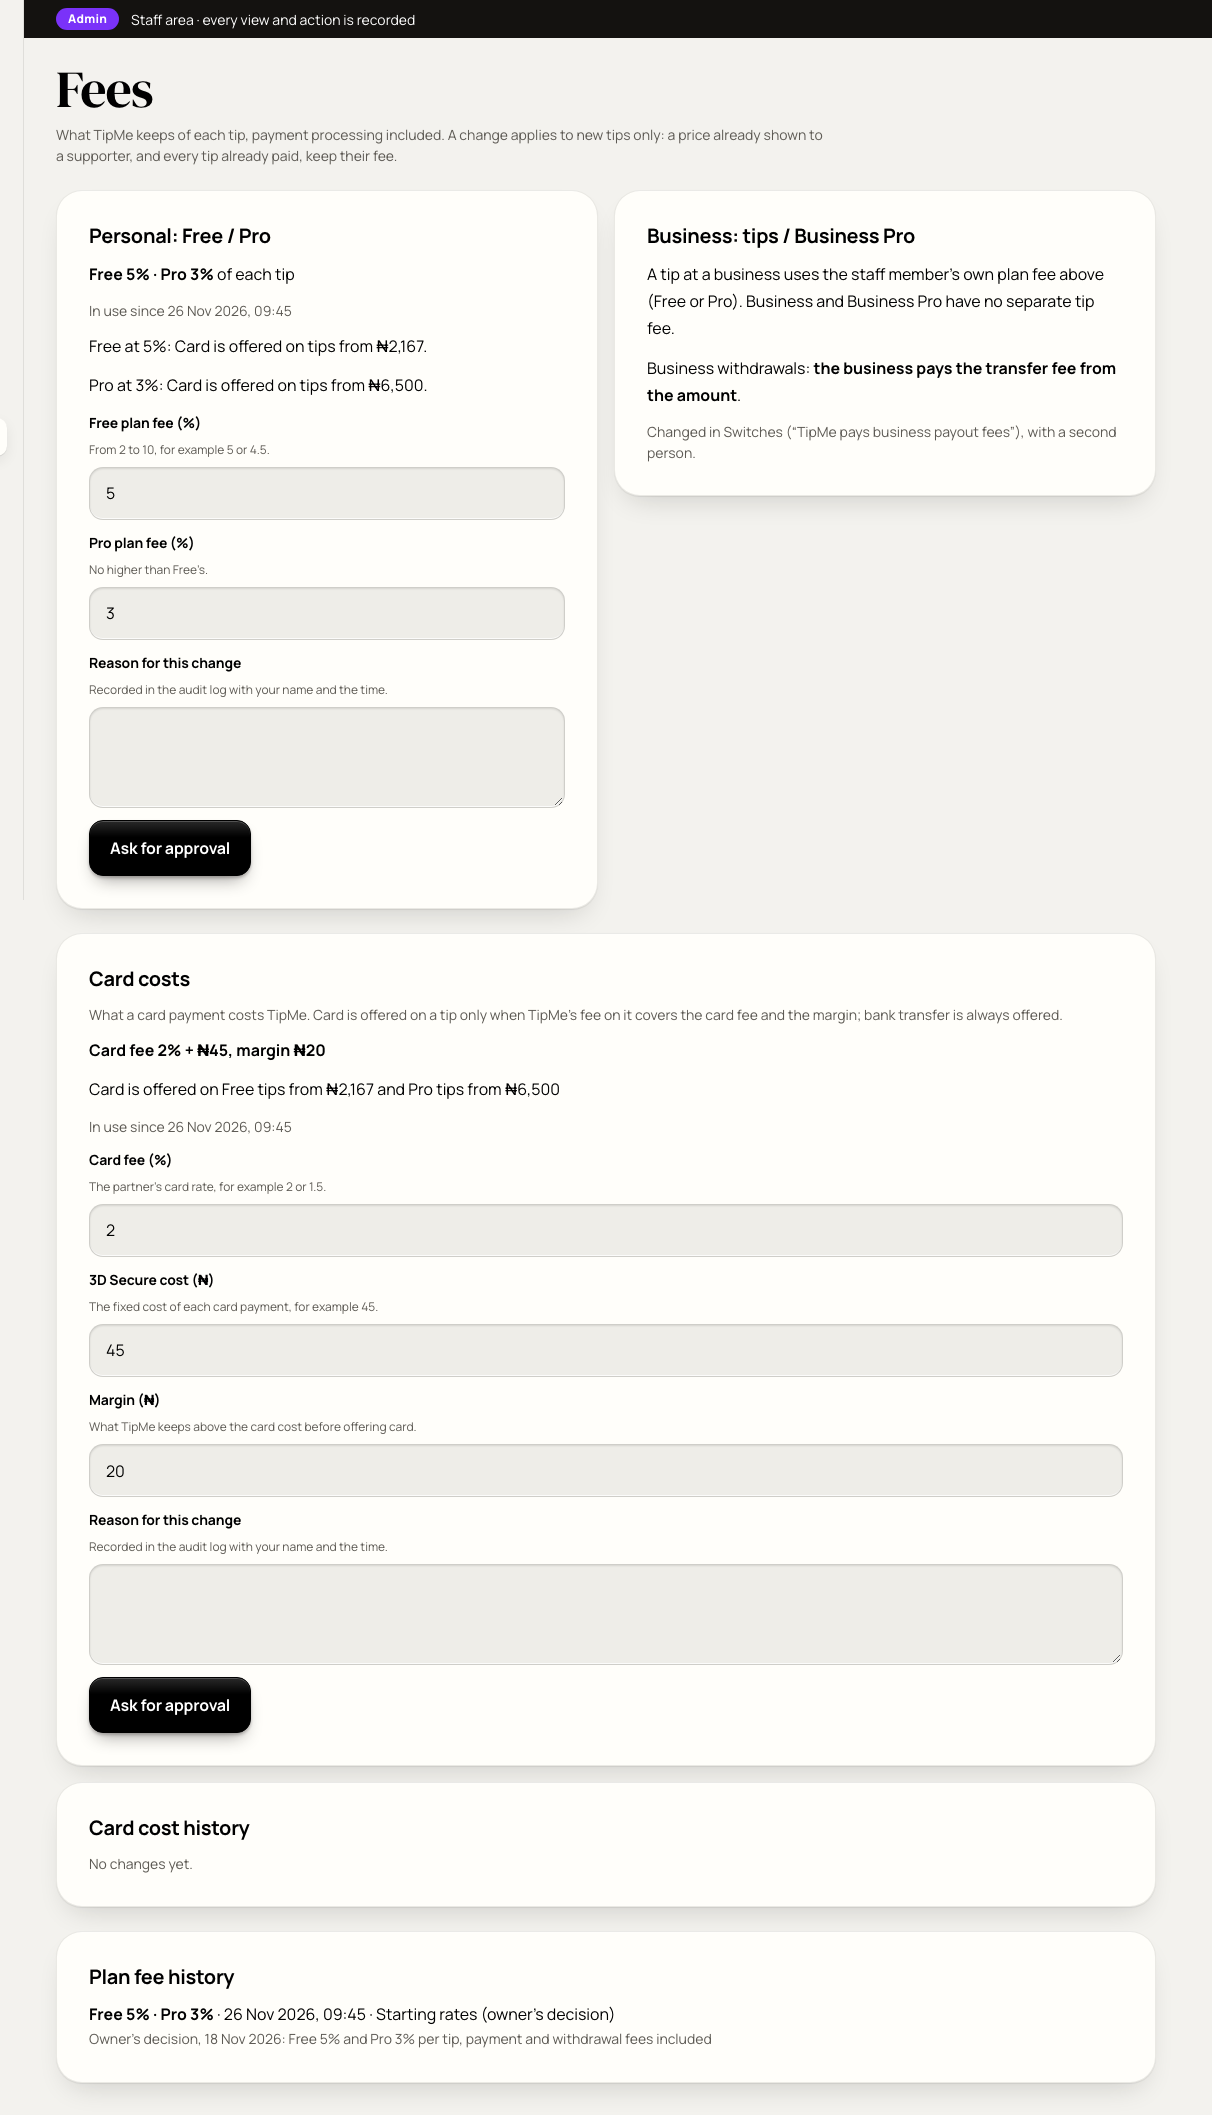 Admin
Staff area · every view and action is recorded
Fees
What TipMe keeps of each tip, payment processing included. A change applies to new tips only: a price already shown to
a supporter, and every tip already paid, keep their fee.
Personal: Free / Pro
Free 5% · Pro 3% of each tip
In use since 26 Nov 2026, 09:45
Free at 5%: Card is offered on tips from ₦2,167.
Pro at 3%: Card is offered on tips from ₦6,500.
Free plan fee (%)
From 2 to 10, for example 5 or 4.5.
5
Pro plan fee (%)
No higher than Free's.
3
Reason for this change
Recorded in the audit log with your name and the time.
Ask for approval
Business: tips / Business Pro
A tip at a business uses the staff member's own plan fee above
(Free or Pro). Business and Business Pro have no separate tip
fee.
Business withdrawals: the business pays the transfer fee from
the amount.
Changed in Switches (“TipMe pays business payout fees”), with a second
person.
Card costs
What a card payment costs TipMe. Card is offered on a tip only when TipMe's fee on it covers the card fee and the margin; bank transfer is always offered.
Card fee 2% + ₦45, margin ₦20
Card is offered on Free tips from ₦2,167 and Pro tips from ₦6,500
In use since 26 Nov 2026, 09:45
Card fee (%)
The partner's card rate, for example 2 or 1.5.
2
3D Secure cost (₦)
The fixed cost of each card payment, for example 45.
45
Margin (₦)
What TipMe keeps above the card cost before offering card.
20
Reason for this change
Recorded in the audit log with your name and the time.
Ask for approval
Card cost history
No changes yet.
Plan fee history
Free 5% · Pro 3% · 26 Nov 2026, 09:45 · Starting rates (owner's decision)
Owner's decision, 18 Nov 2026: Free 5% and Pro 3% per tip, payment and withdrawal fees included